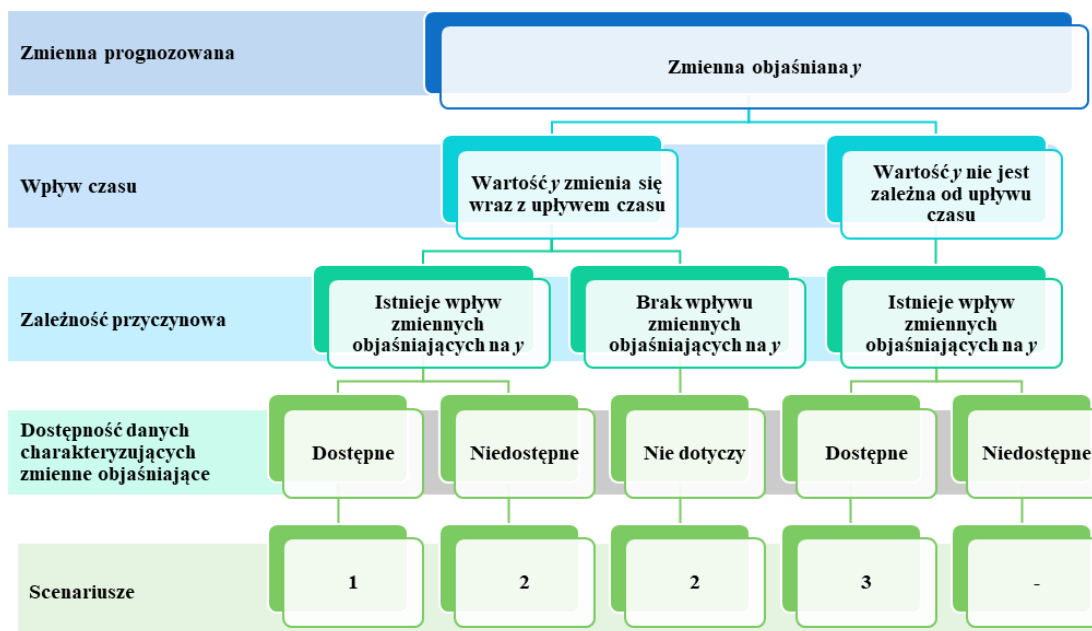 Zmienna prognozowana
Zmienna objaśniana y
Wpływ czasu
Wartość y zmienia się
wraz z upływem czasu
Wartość y nie jest
zależna od upływu
czasu
Zależność przyczynowa
Istnieje wpływ
zmiennych
objaśniających na y
Brak wpływu
zmiennych
objaśniających na y
Istnieje wpływ
zmiennych
objaśniających na y
Dostępność danych
charakteryzujących
zmienne objaśniające
Dostępne
Niedostępne
Nie dotyczy
Dostępne
Niedostępne
Scenariusze
1
2
2
3
-